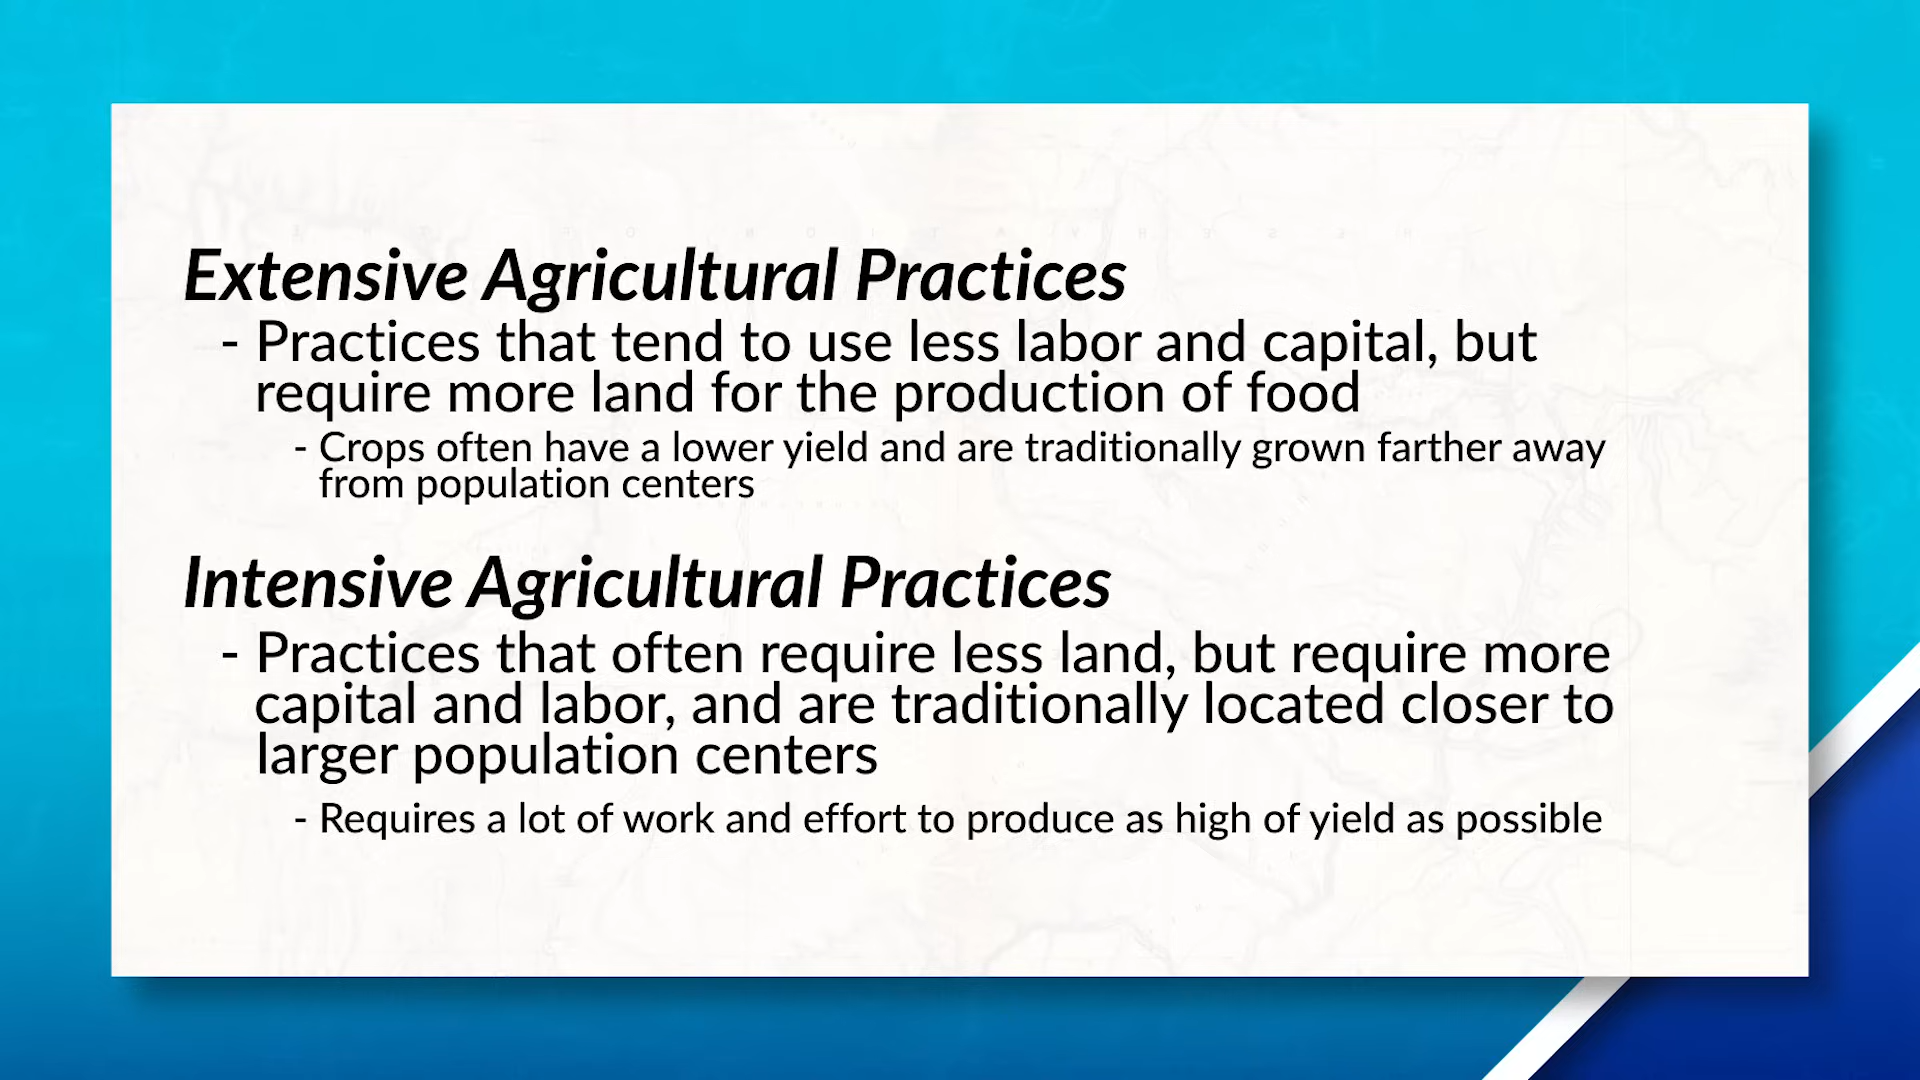 Extensive Agricultural Practices
- Practices that tend to use less labor and capital, but
require more land for the production of food
- Crops often have a lower yield and are traditionally grown farther away
from population centers
Intensive Agricultural Practices
- Practices that often require less land, but require more
capital and labor, and are traditionally located closer to
larger population centers
- Requires a lot of work and effort to produce as high of yield as possible